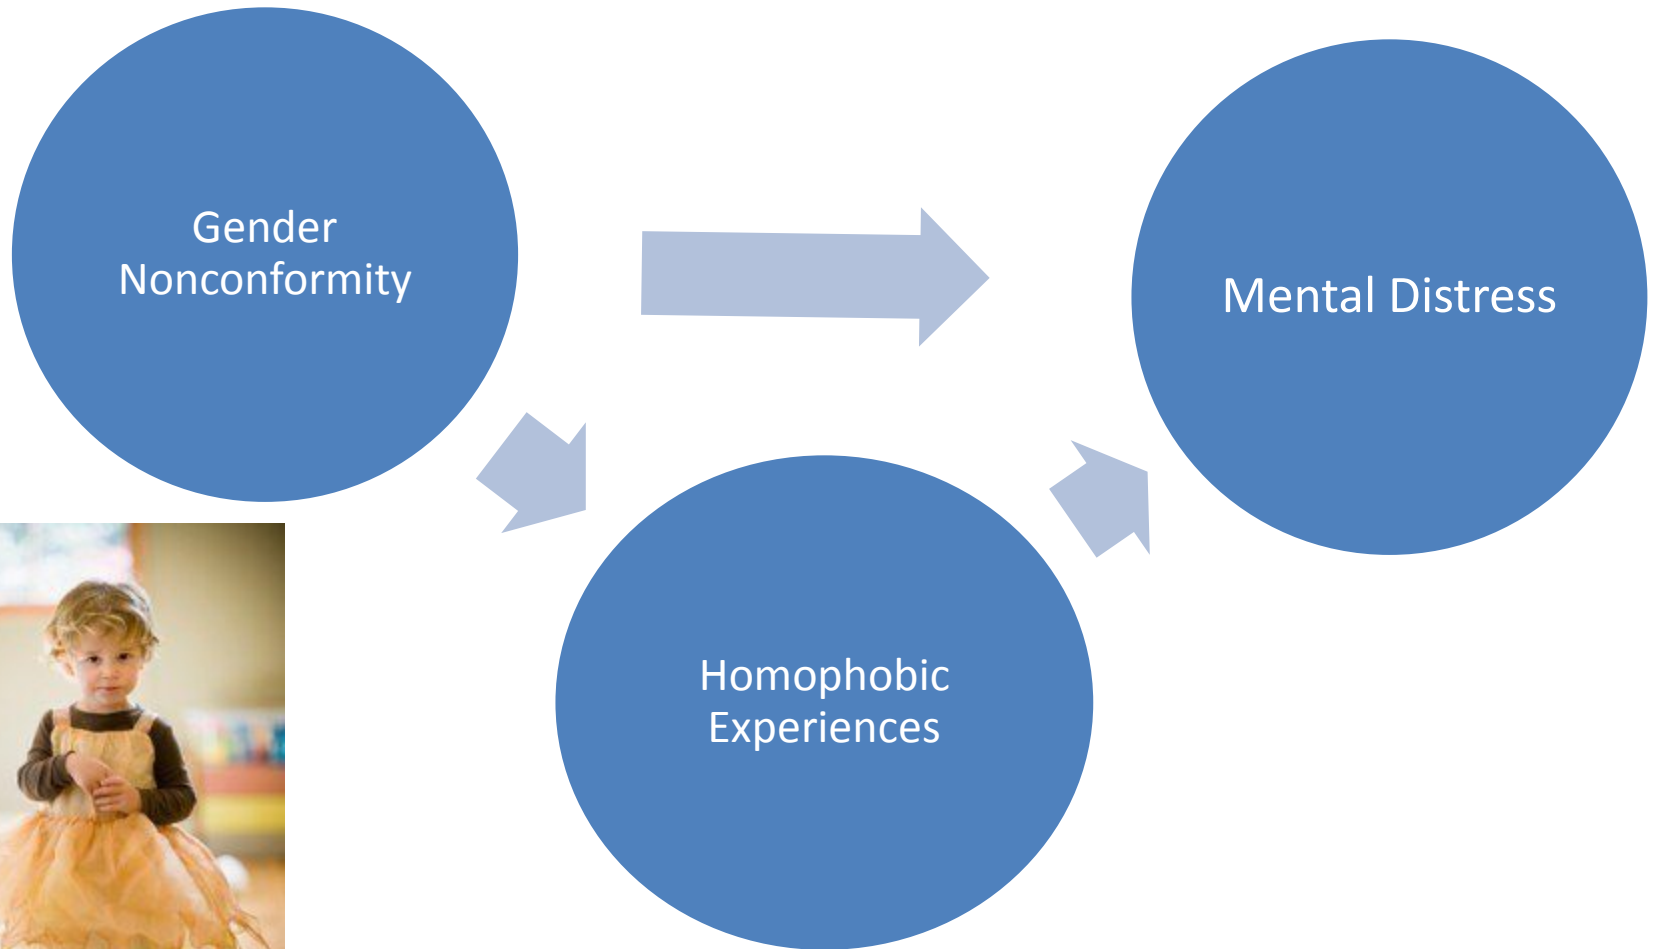 Gender
Nonconformity
Mental Distress
Homophobic
Experiences